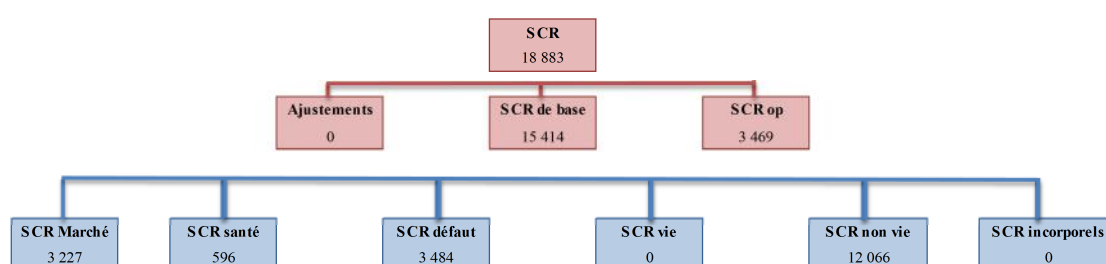 SCR
18 883
Ajustements
0
SCR de base
15 414
SCR op
3 469
SCR Marché
3 227
SCR santé
596
SCR défaut
3 484
SCR vie
0
SCR non vie
12 066
SCR incorporels
0